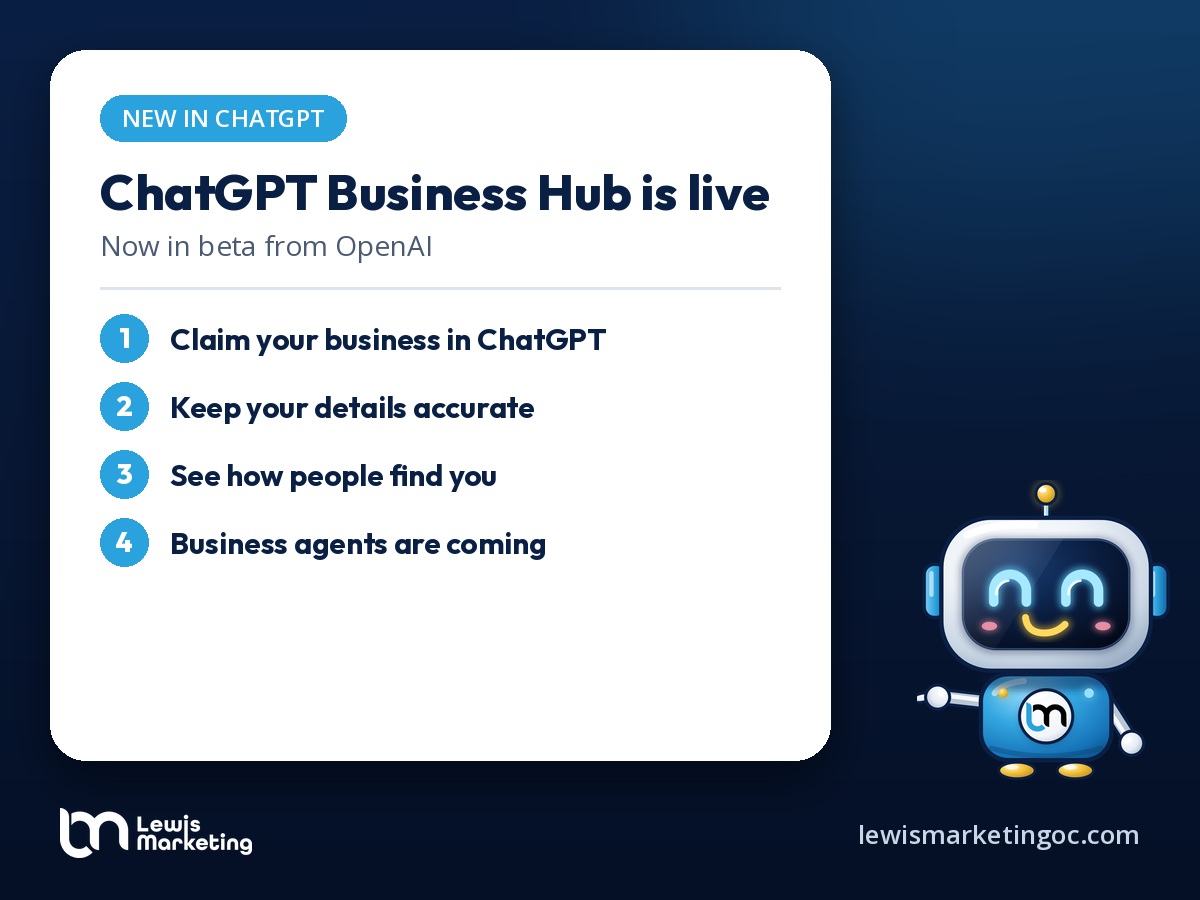 NEW IN CHATGPT
ChatGPT Business Hub is live
Now in beta from OpenAI
1 Claim your business in ChatGPT
2 Keep your details accurate
3 See how people find you
4 Business agents are coming
bm
lm Lewis
Marketing
lewismarketingoc.com